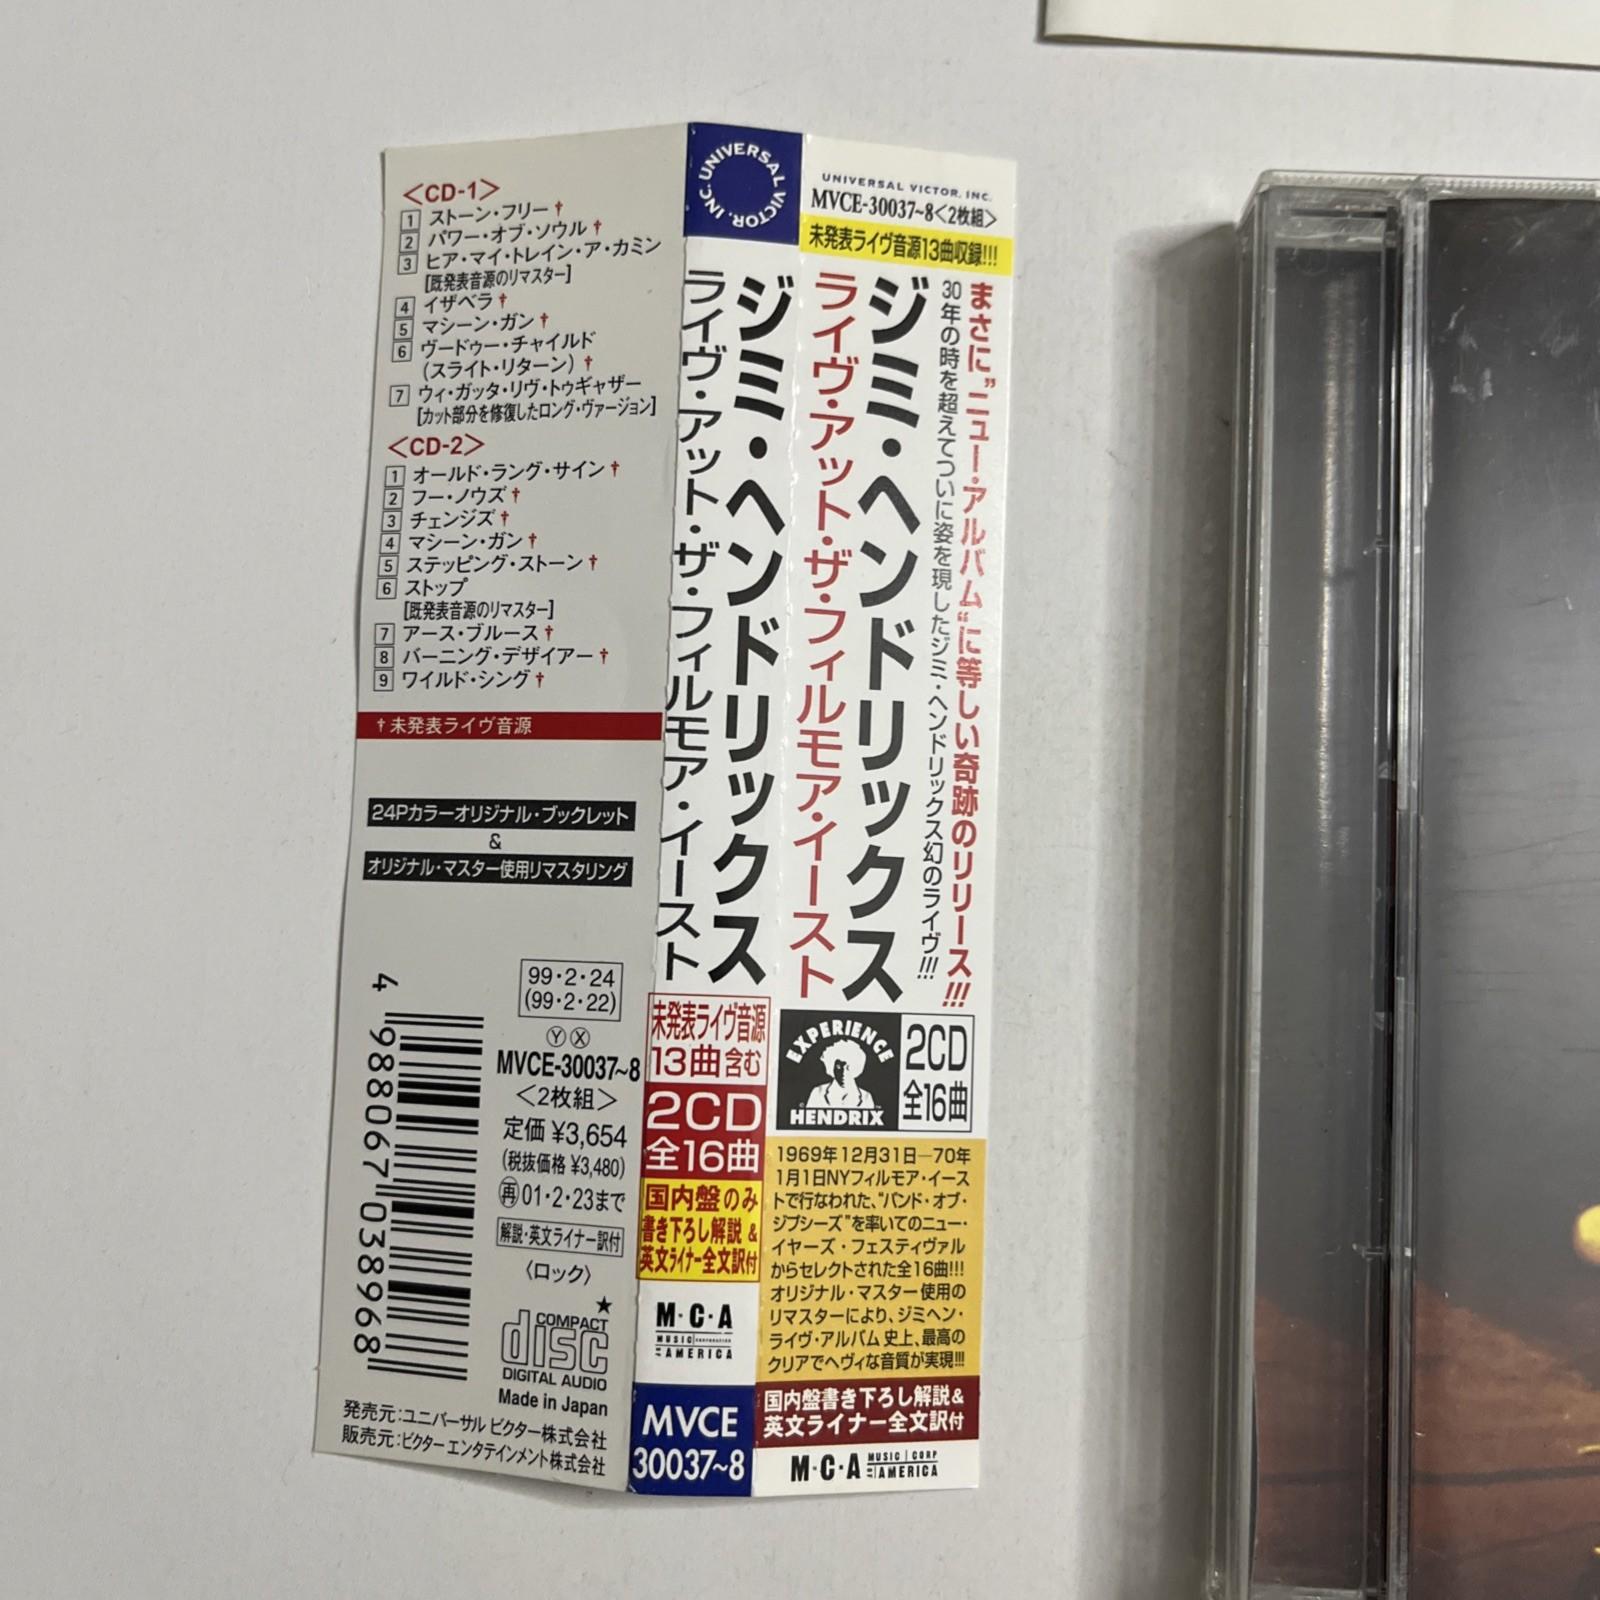 <CD-1>
1 ストーン・フリー †
2 パワー・オブ・ソウル †
3 ヒア・マイ・トレイン・ア・カミン
[既発表音源のリマスター]
4 イザベラ †
5 マシーン・ガン †
6 ヴードゥー・チャイルド
(スライト・リターン) †
7 ウィ・ガッタ・リヴ・トゥギャザー
[カット部分を修復したロング・ヴァージョン]
<CD-2>
1 オールド・ラング・サイン †
2 フー・ノウズ †
3 チェンジズ †
4 マシーン・ガン †
5 ステッピング・ストーン †
6 ストップ
[既発表音源のリマスター]
7 アース・ブルース †
8 バーニング・デザイアー †
9 ワイルド・シング †
†未発表ライヴ音源
24Pカラーオリジナル・ブックレット
&
オリジナル・マスター使用リマスタリング
99・2・24
(99・2・22)
Ⓨ Ⓧ
MVCE-30037~8
<2枚組>
定価 ¥3,654
(税抜価格 ¥3,480)
再 01・2・23まで
解説・英文ライナー訳付
〈ロック〉
★
COMPACT
disc
DIGITAL AUDIO
Made in Japan
4 988067 038968
発売元:ユニバーサル ビクター株式会社
販売元:ビクター エンタテインメント株式会社
UNIVERSAL VICTOR, INC.
ジミ・ヘンドリックス
ライヴ・アット・ザ・フィルモア・イースト
未発表ライヴ音源
13曲含む
2CD
全16曲
国内盤のみ
書き下ろし解説 &
英文ライナー全文訳付
M・C・A
MUSIC CORPORATION
OF AMERICA
MVCE
30037~8
UNIVERSAL VICTOR, INC.
MVCE-30037~8<2枚組>
未発表ライヴ音源13曲収録!!!
まさに"ニュー・アルバム"に等しい奇跡のリリース!!!
30年の時を超えてついに姿を現したジミ・ヘンドリックス幻のライヴ!!!
ジミ・ヘンドリックス
ライヴ・アット・ザ・フィルモア・イースト
EXPERIENCE
HENDRIX
2CD
全16曲
1969年12月31日—70年
1月1日NYフィルモア・イース
トで行なわれた、"バンド・オブ・
ジプシーズ"を率いてのニュー・
イヤーズ・フェスティヴァル
からセレクトされた全16曲!!!
オリジナル・マスター使用の
リマスターにより、ジミヘン・
ライヴ・アルバム史上、最高の
クリアでヘヴィな音質が実現!!!
国内盤書き下ろし解説&
英文ライナー全文訳付
M・C・A
MUSIC CORP
OF AMERICA